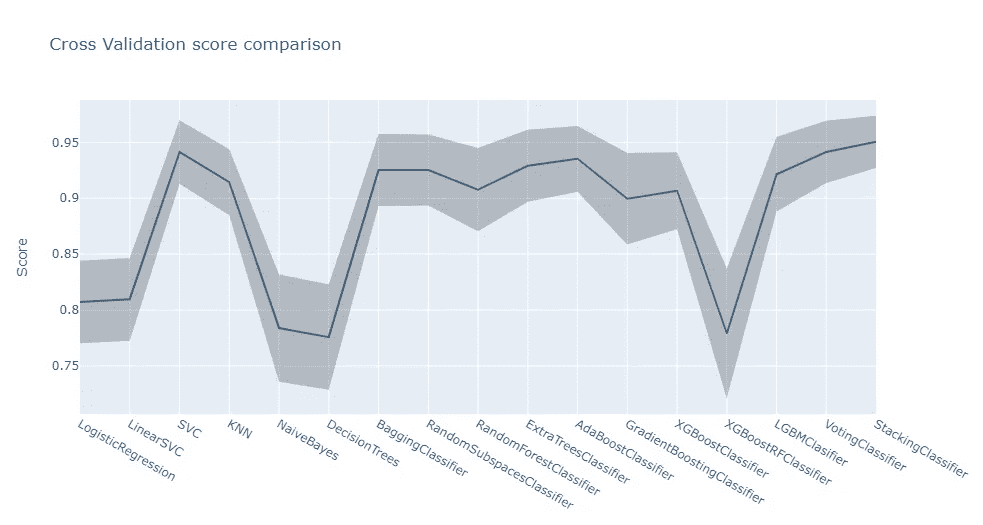 Cross Validation score comparison
0.95
0.9
0.85
0.8
0.75
Score
LogisticRegression
LinearSVC
SVC
KNN
NaiveBayes
DecisionTrees
BaggingClassifier
RandomSubspacesClassifier
RandomForestClassifier
ExtraTreesClassifier
AdaBoostClassifier
GradientBoostingClassifier
XGBoostClassifier
XGBoostRFClassifier
LGBMClasifier
VotingClassifier
StackingClassifier